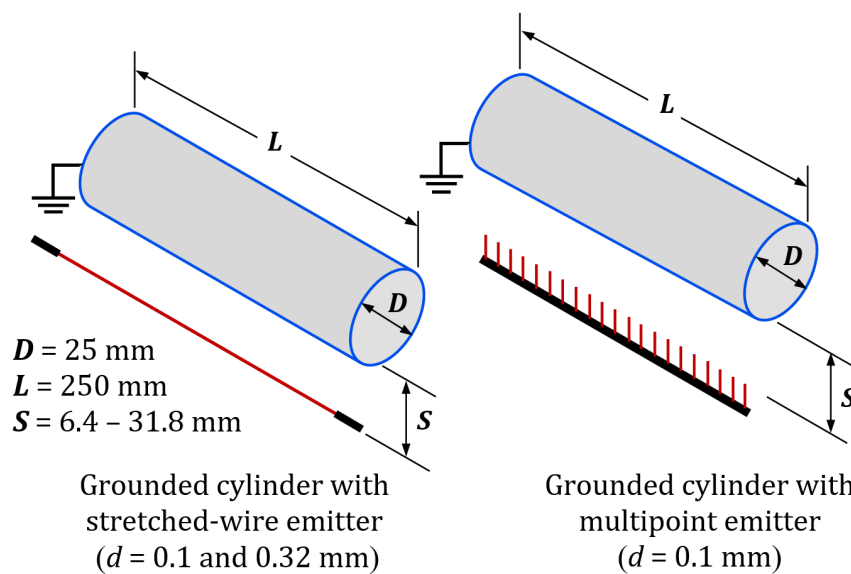 L
D
S
D = 25 mm
L = 250 mm
S = 6.4 – 31.8 mm
Grounded cylinder with
stretched-wire emitter
(d = 0.1 and 0.32 mm)
L
D
S
Grounded cylinder with
multipoint emitter
(d = 0.1 mm)